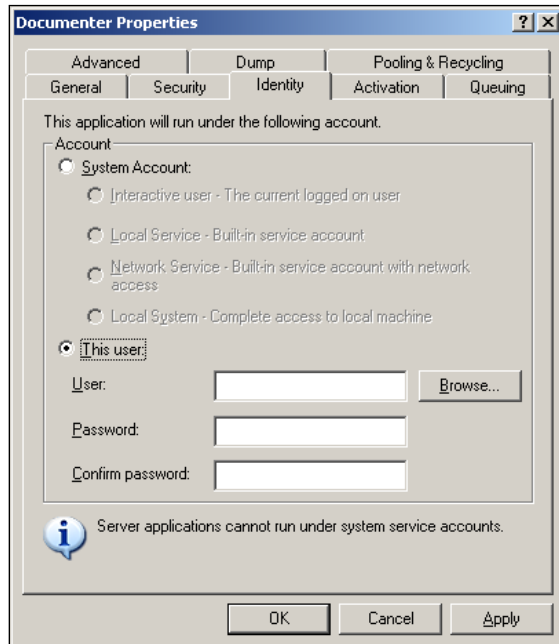 Documenter Properties
Advanced Dump Pooling & Recycling
General Security Identity Activation Queuing
This application will run under the following account.
Account
System Account:
Interactive user - The current logged on user
Local Service - Built-in service account
Network Service - Built-in service account with network
access
Local System - Complete access to local machine
This user:
User: Browse...
Password:
Confirm password:
Server applications cannot run under system service accounts.
OK Cancel Apply